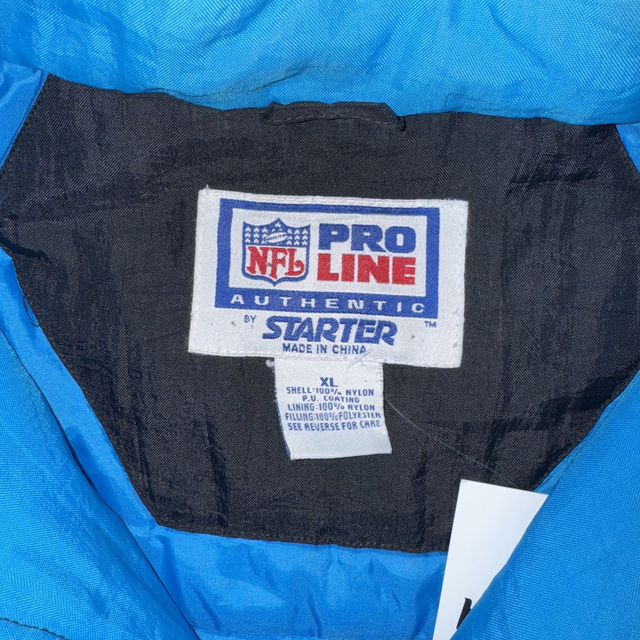 NFL
PRO
LINE
AUTHENTIC
BY STARTER ™
MADE IN CHINA
XL
SHELL:100% NYLON
P.U. COATING
LINING:100% NYLON
FILLING:100% POLYESTER
SEE REVERSE FOR CARE